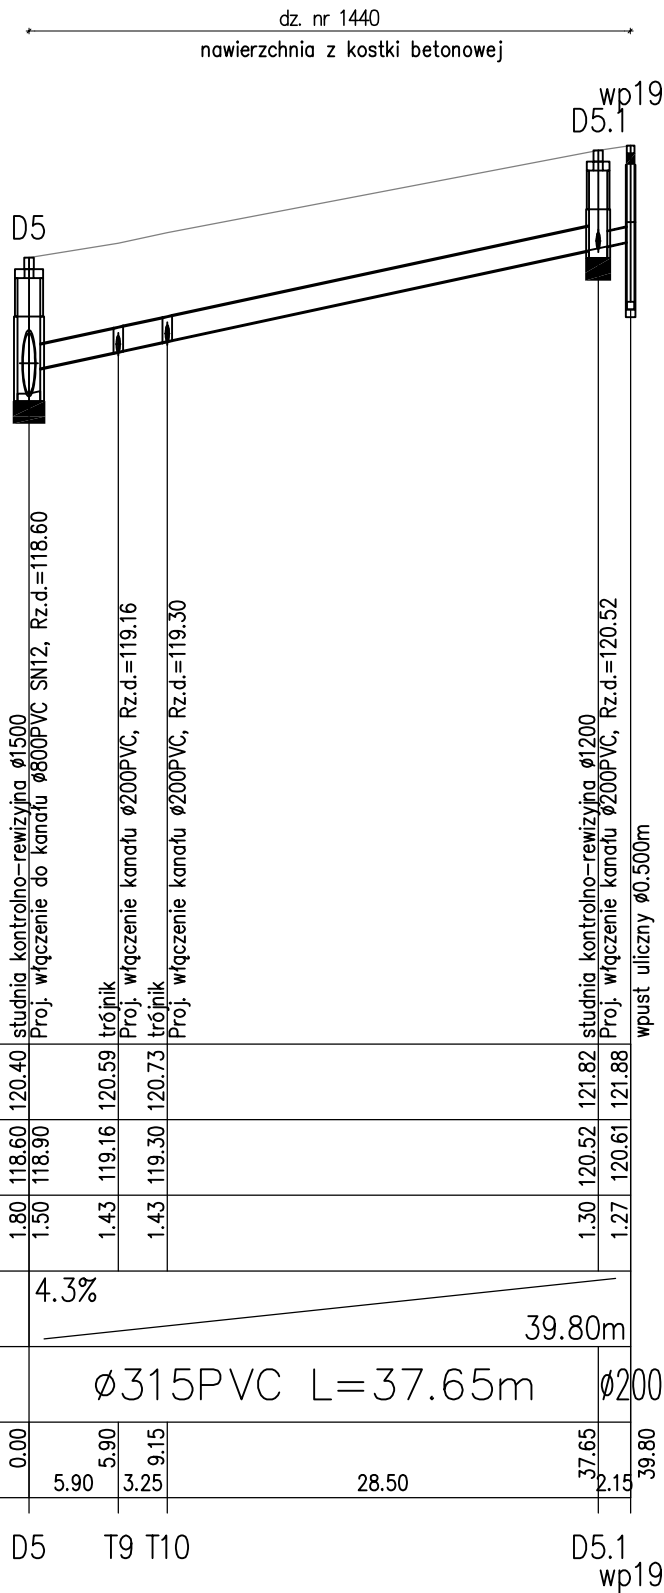 dz. nr 1440
nawierzchnia z kostki betonowej
wp19
D5.1
D5
studnia kontrolno-rewizyjna ø1500
Proj. włączenie do kanału ø800PVC SN12, Rz.d.=118.60
trójnik
Proj. włączenie kanału ø200PVC, Rz.d.=119.16
trójnik
Proj. włączenie kanału ø200PVC, Rz.d.=119.30
studnia kontrolno-rewizyjna ø1200
Proj. włączenie kanału ø200PVC, Rz.d.=120.52
wpust uliczny ø0.500m
120.40
120.59
120.73
121.82
121.88
118.60
118.90
119.16
119.30
120.52
120.61
1.80
1.50
1.43
1.43
1.30
1.27
4.3%
39.80m
ø315PVC L=37.65m
ø200
0.00
5.90
9.15
37.65
39.80
5.90
3.25
28.50
2.15
D5
T9
T10
D5.1
wp19